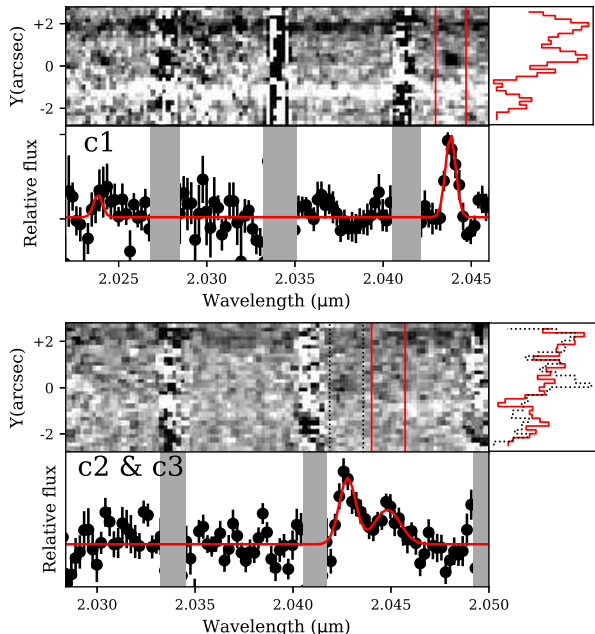 Y(arcsec)
+2
0
-2
c1
Relative flux
2.025 2.030 2.035 2.040 2.045
Wavelength (μm)
Y(arcsec)
+2
0
-2
c2 & c3
Relative flux
2.030 2.035 2.040 2.045 2.050
Wavelength (μm)